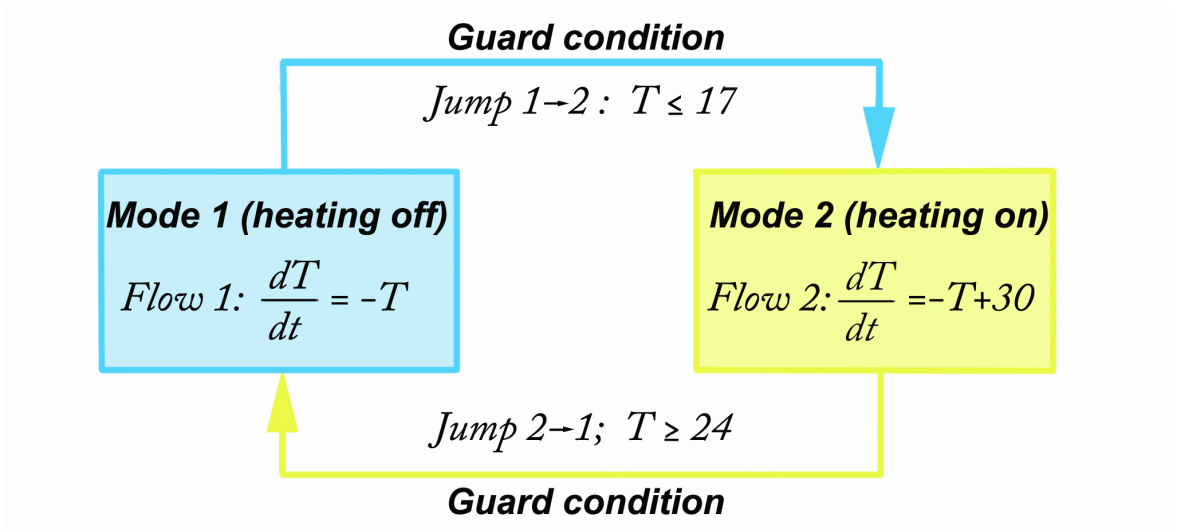 Guard condition
Jump 1→2 : T ≤ 17
Mode 1 (heating off)
Flow 1: dT/dt = -T
Mode 2 (heating on)
Flow 2: dT/dt =-T+30
Jump 2→1; T ≥ 24
Guard condition